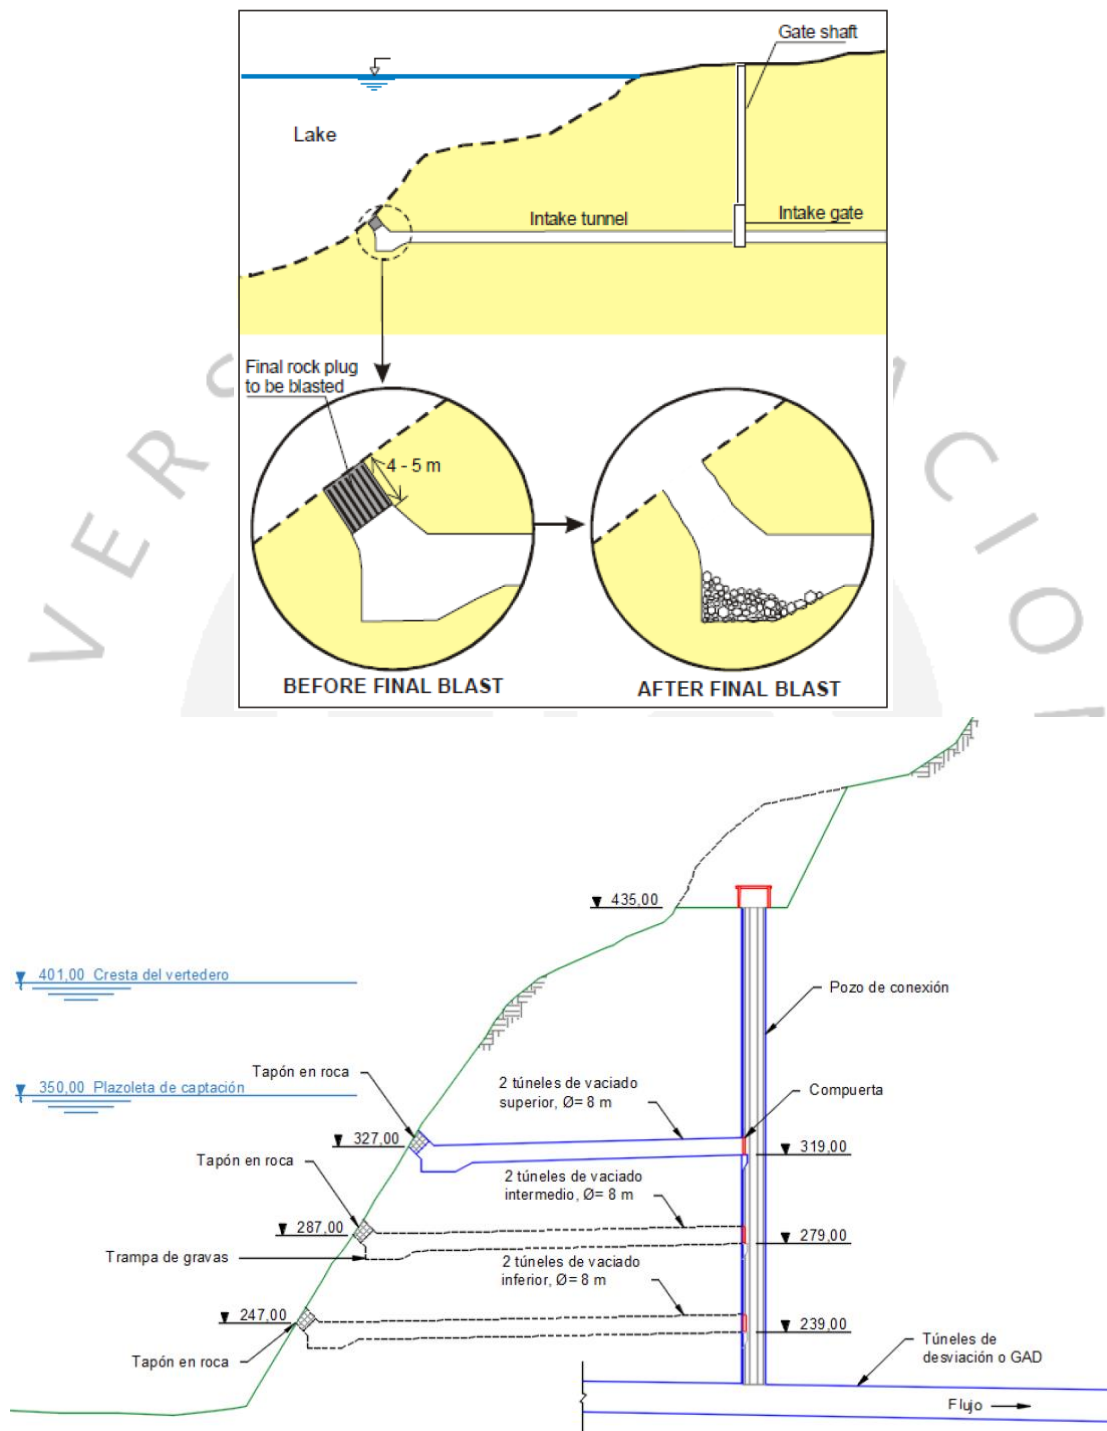 Gate shaft
Lake
Intake tunnel
Intake gate
Final rock plug
to be blasted
4 - 5 m
BEFORE FINAL BLAST
AFTER FINAL BLAST
V E R S
C I O
435,00
401,00 Cresta del vertedero
Pozo de conexión
Tapón en roca
2 túneles de vaciado
superior, Ø= 8 m
Compuerta
350,00 Plazoleta de captación
327,00
319,00
Tapón en roca
2 túneles de vaciado
intermedio, Ø= 8 m
287,00
279,00
Trampa de gravas
2 túneles de vaciado
inferior, Ø= 8 m
247,00
239,00
Tapón en roca
Túneles de
desviación o GAD
Flujo